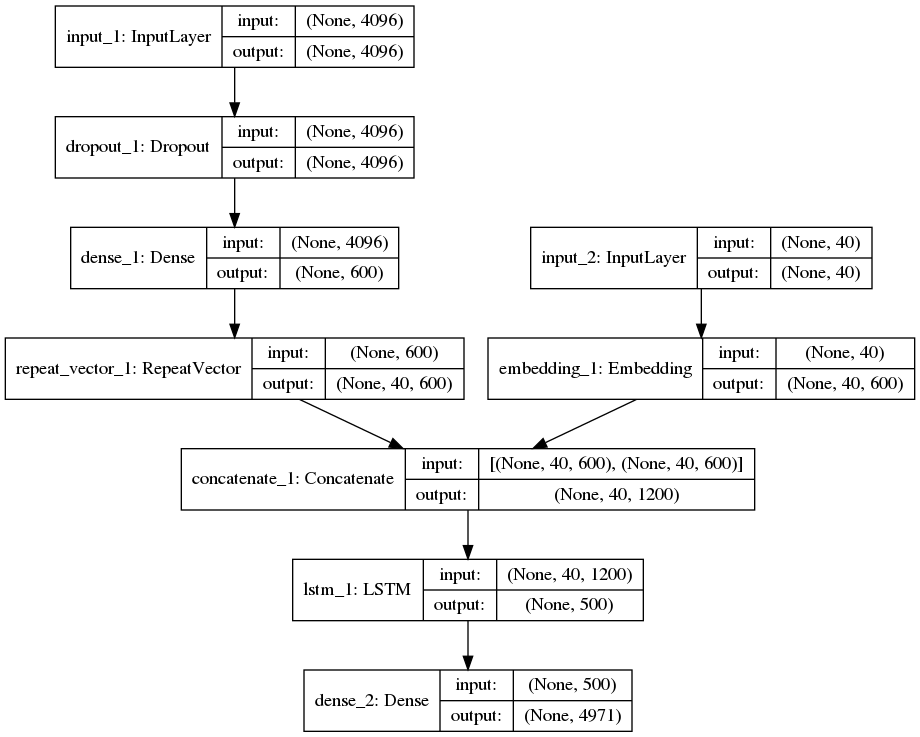 input_1: InputLayer
input: (None, 4096)
output: (None, 4096)
dropout_1: Dropout
input: (None, 4096)
output: (None, 4096)
dense_1: Dense
input: (None, 4096)
output: (None, 600)
input_2: InputLayer
input: (None, 40)
output: (None, 40)
repeat_vector_1: RepeatVector
input: (None, 600)
output: (None, 40, 600)
embedding_1: Embedding
input: (None, 40)
output: (None, 40, 600)
concatenate_1: Concatenate
input: [(None, 40, 600), (None, 40, 600)]
output: (None, 40, 1200)
lstm_1: LSTM
input: (None, 40, 1200)
output: (None, 500)
dense_2: Dense
input: (None, 500)
output: (None, 4971)